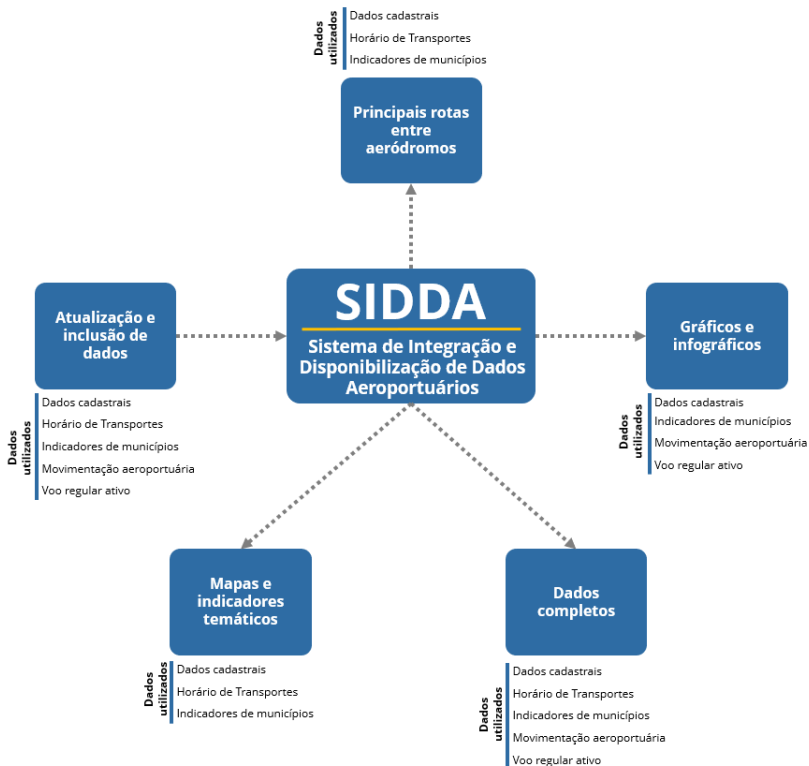 Dados
utilizados
Dados cadastrais
Horário de Transportes
Indicadores de municípios
Principais rotas
entre
aeródromos
Atualização e
inclusão de
dados
Dados
utilizados
Dados cadastrais
Horário de Transportes
Indicadores de municípios
Movimentação aeroportuária
Voo regular ativo
SIDDA
Sistema de Integração e
Disponibilização de Dados
Aeroportuários
Gráficos e
infográficos
Dados
utilizados
Dados cadastrais
Indicadores de municípios
Movimentação aeroportuária
Voo regular ativo
Mapas e
indicadores
temáticos
Dados
utilizados
Dados cadastrais
Horário de Transportes
Indicadores de municípios
Dados
completos
Dados
utilizados
Dados cadastrais
Horário de Transportes
Indicadores de municípios
Movimentação aeroportuária
Voo regular ativo